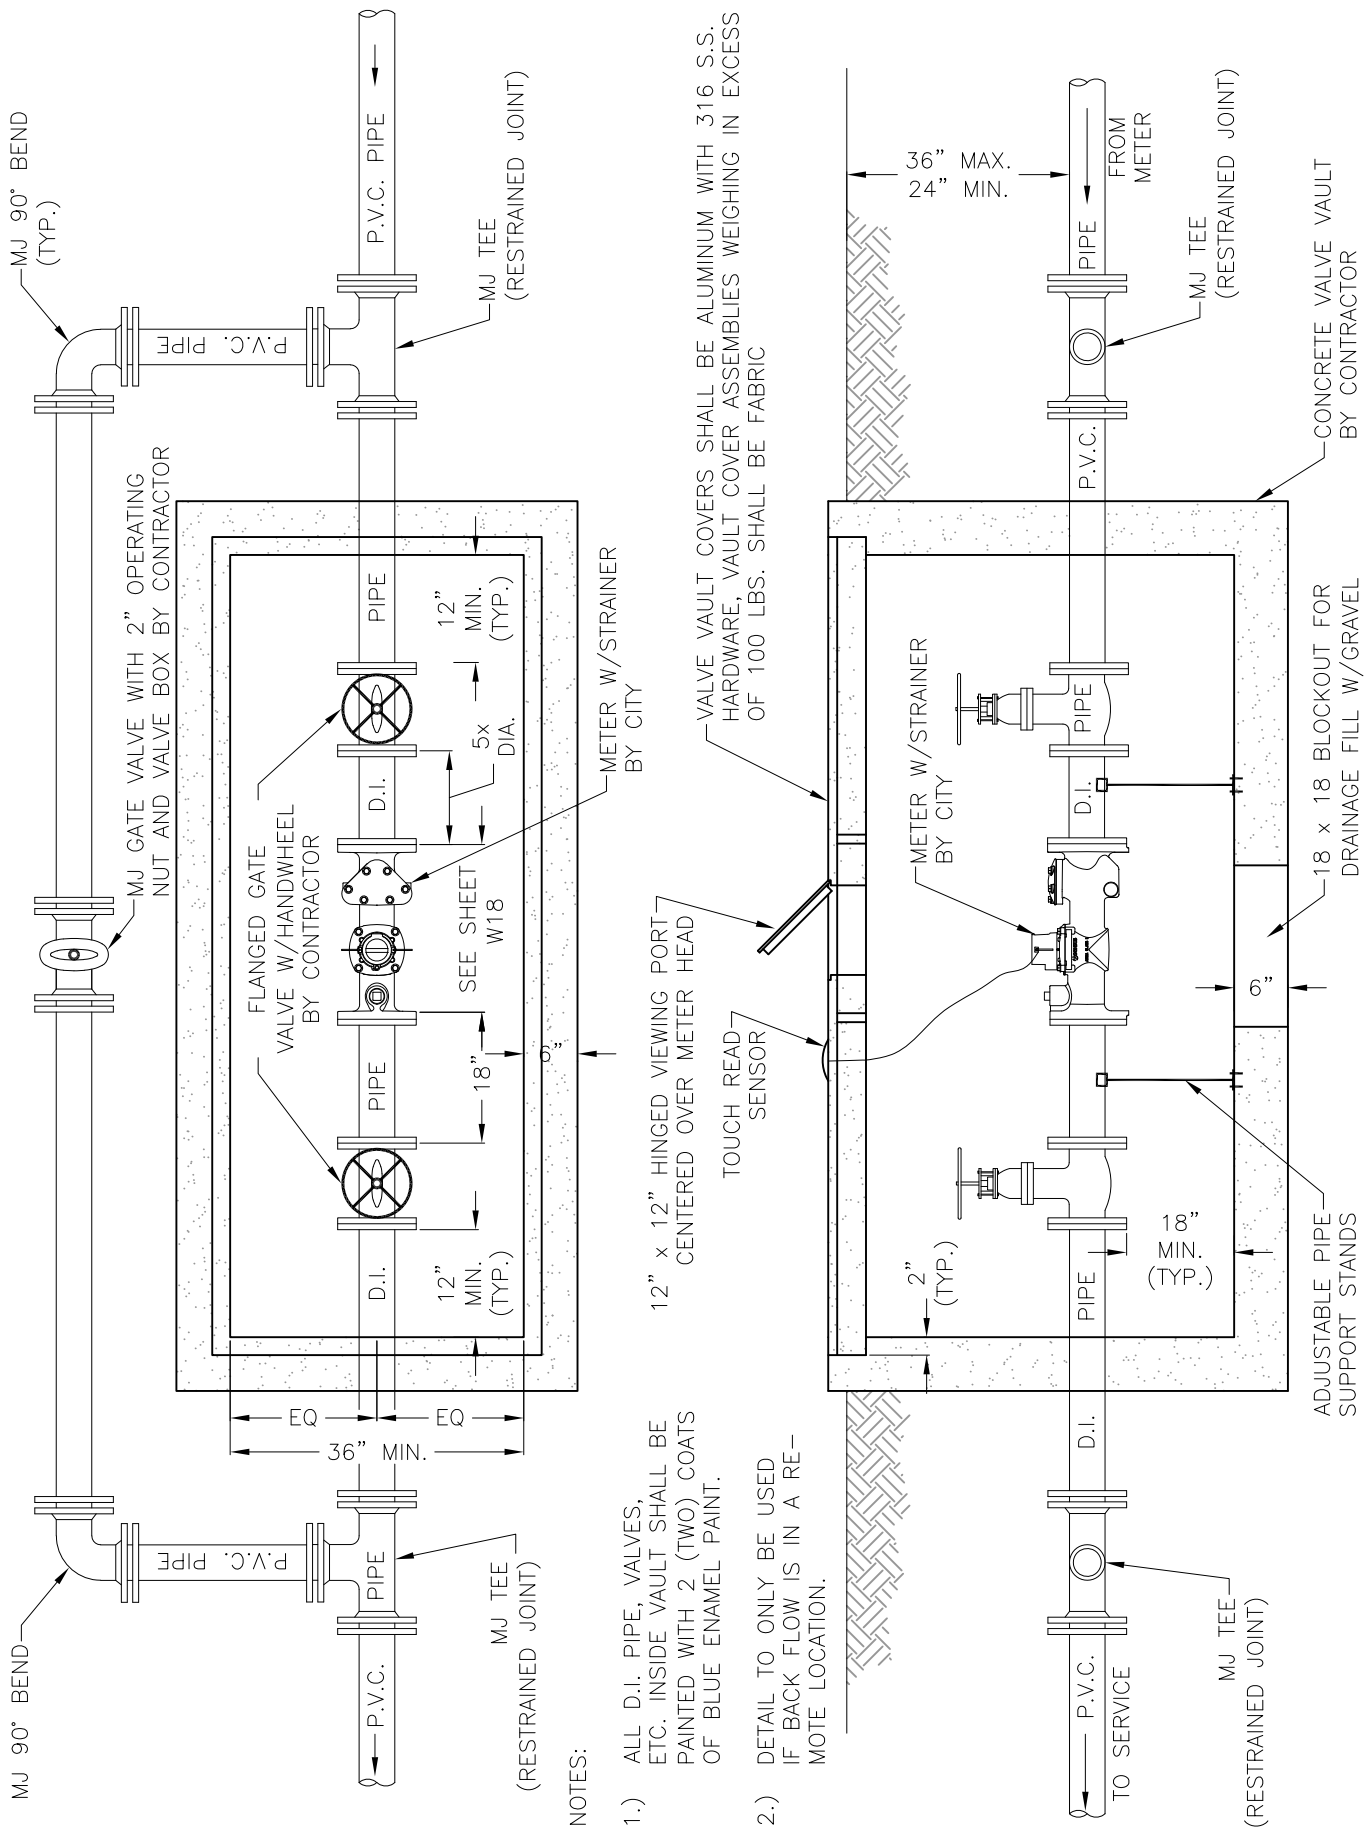 MJ 90° BEND
MJ 90° BEND
(TYP.)
P.V.C. PIPE
P.V.C. PIPE
MJ GATE VALVE WITH 2" OPERATING
NUT AND VALVE BOX BY CONTRACTOR
P.V.C.
PIPE
D.I.
PIPE
D.I.
PIPE
P.V.C. PIPE
FLANGED GATE
VALVE W/HANDWHEEL
BY CONTRACTOR
EQ
EQ
36" MIN.
12"
MIN.
(TYP.)
18"
6"
SEE SHEET
W18
5x
DIA.
12"
MIN.
(TYP.)
METER W/STRAINER
BY CITY
MJ TEE
(RESTRAINED JOINT)
MJ TEE
(RESTRAINED JOINT)
NOTES:
1.)
ALL D.I. PIPE, VALVES,
ETC. INSIDE VAULT SHALL BE
PAINTED WITH 2 (TWO) COATS
OF BLUE ENAMEL PAINT.
2.)
DETAIL TO ONLY BE USED
IF BACK FLOW IS IN A RE-
MOTE LOCATION.
12" x 12" HINGED VIEWING PORT
CENTERED OVER METER HEAD
TOUCH READ
SENSOR
VALVE VAULT COVERS SHALL BE ALUMINUM WITH 316 S.S.
HARDWARE, VAULT COVER ASSEMBLIES WEIGHING IN EXCESS
OF 100 LBS. SHALL BE FABRIC
METER W/STRAINER
BY CITY
36" MAX.
24" MIN.
2"
(TYP.)
P.V.C.
D.I.
PIPE
D.I.
PIPE
P.V.C.
PIPE
TO SERVICE
FROM
METER
18"
MIN.
(TYP.)
6"
MJ TEE
(RESTRAINED JOINT)
MJ TEE
(RESTRAINED JOINT)
ADJUSTABLE PIPE
SUPPORT STANDS
18 x 18 BLOCKOUT FOR
DRAINAGE FILL W/GRAVEL
CONCRETE VALVE VAULT
BY CONTRACTOR